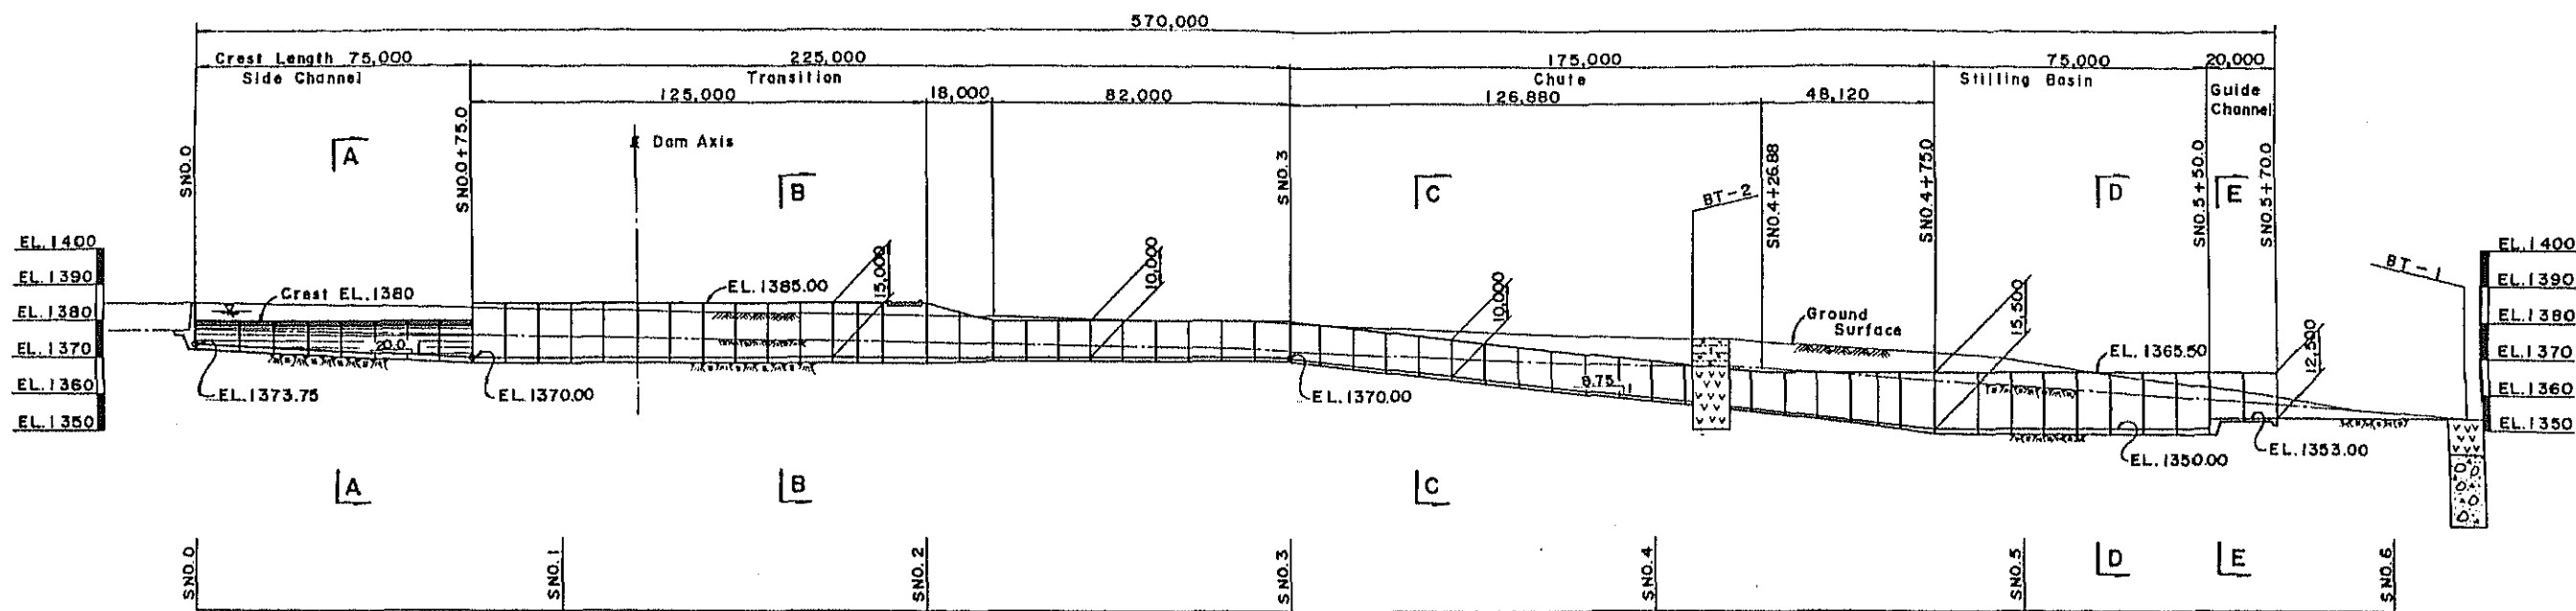 570,000
Crest Length 75,000
225,000
175,000
75,000
20,000
Side Channel
Transition
Chute
Stilling Basin
Guide
Channel
125,000
18,000
82,000
126,880
48,120
SNO.0
SNO.0+75.0
Dam Axis
SNO.3
BT-2
SNO.4+26.88
SNO.4+75.0
SNO.5+50.0
SNO.5+70.0
A
B
C
D
E
EL.1400
EL.1390
EL.1380
EL.1370
EL.1360
EL.1350
Crest EL.1380
20.0
1
EL.1373.75
EL.1370.00
EL.1385.00
15,000
10,000
EL.1370.00
10,000
8.75
1
Ground
Surface
15,500
EL.1365.50
12,500
EL.1350.00
EL.1353.00
BT-1
EL.1400
EL.1390
EL.1380
EL.1370
EL.1360
EL.1350
A
B
C
D
E
SNO.0
SNO.1
SNO.2
SNO.3
SNO.4
SNO.5
SNO.6